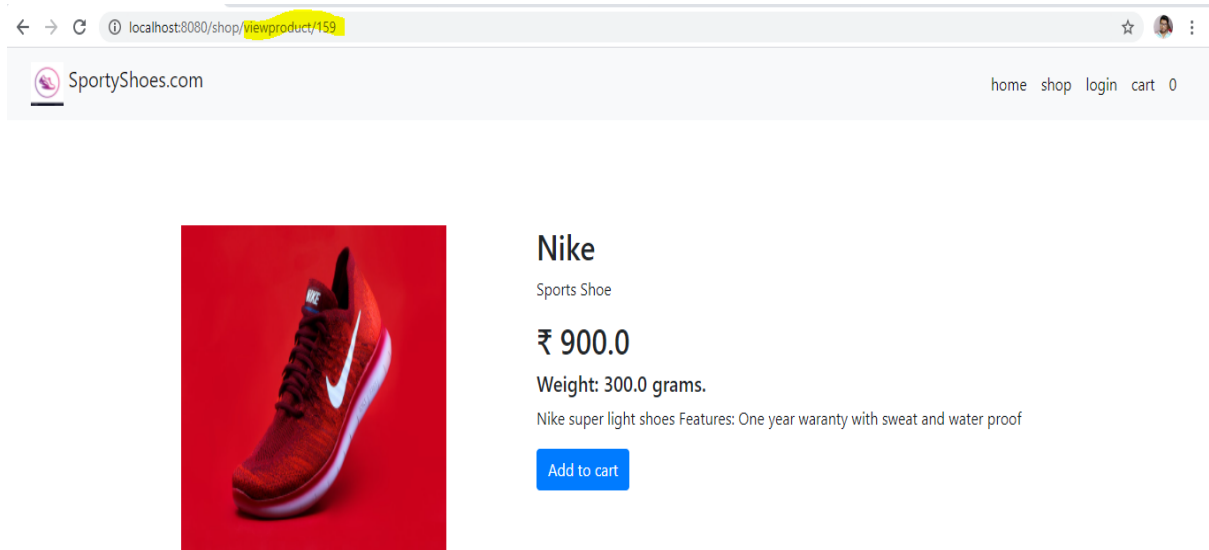 localhost:8080/shop/viewproduct/159
SportyShoes.com
home shop login cart 0
NIKE
Nike
Sports Shoe
₹ 900.0
Weight: 300.0 grams.
Nike super light shoes Features: One year waranty with sweat and water proof
Add to cart